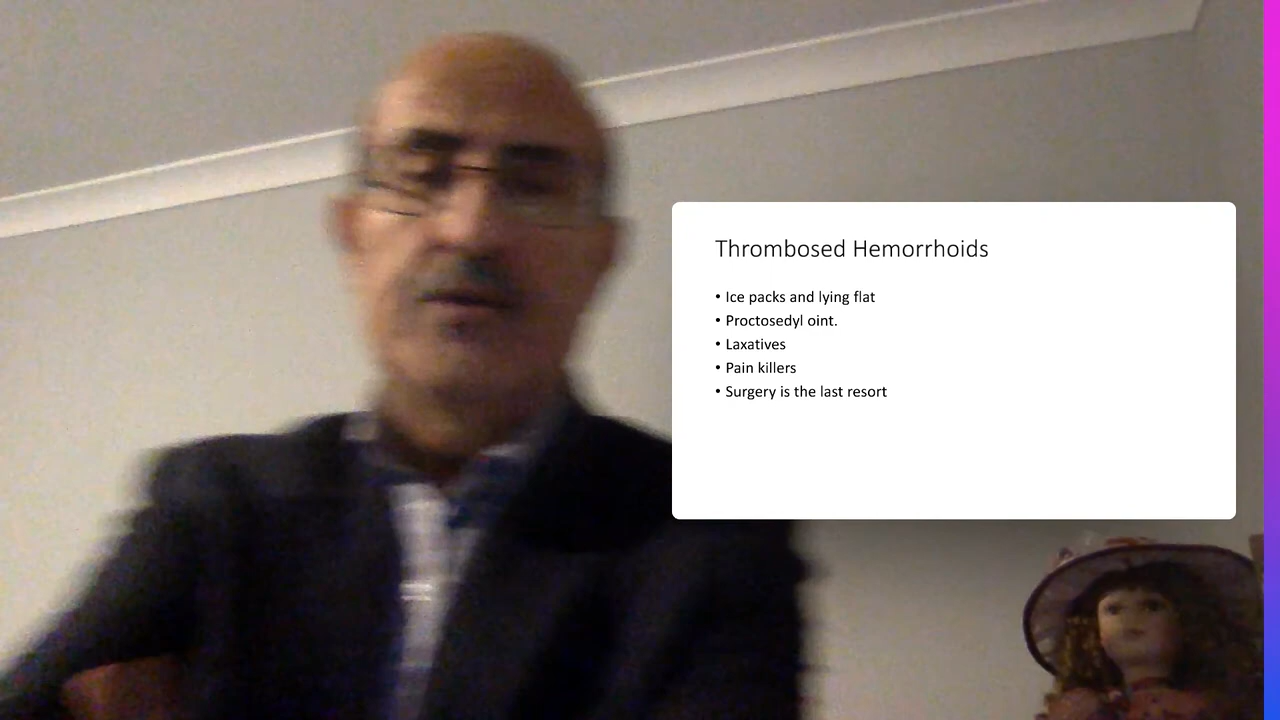 Thrombosed Hemorrhoids
• Ice packs and lying flat
• Proctosedyl oint.
• Laxatives
• Pain killers
• Surgery is the last resort